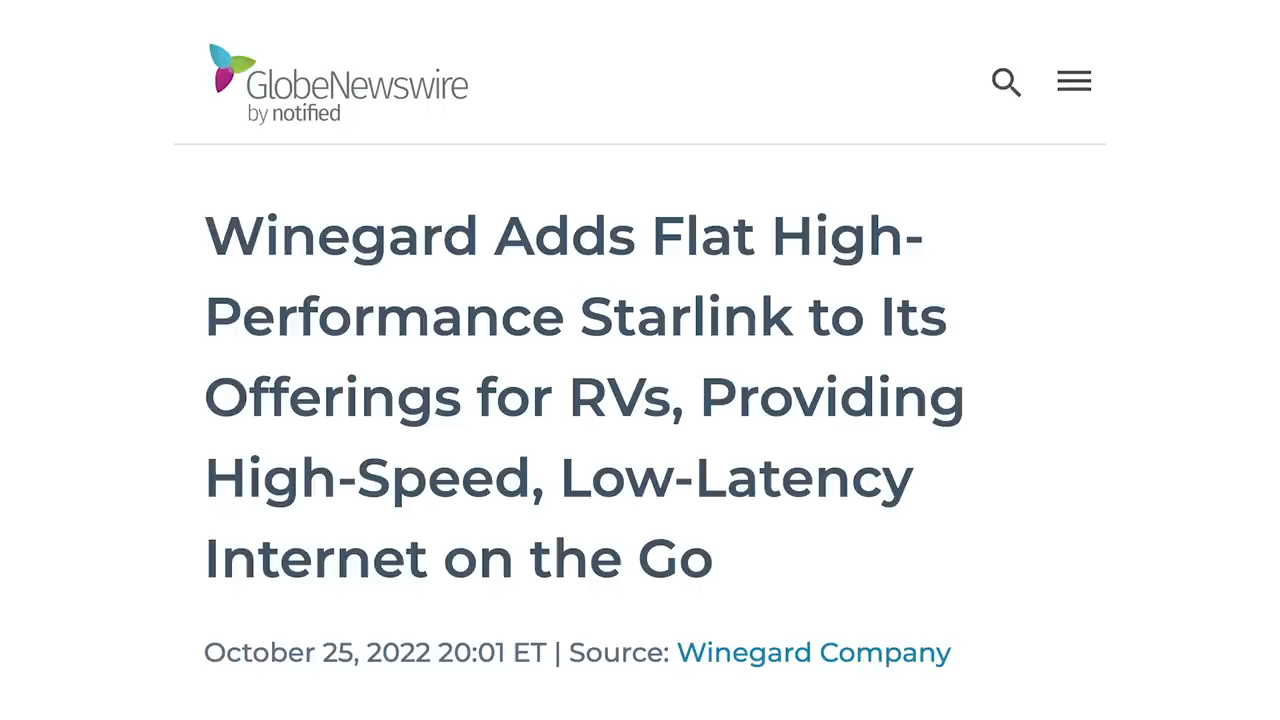 GlobeNewswire
by notified
Winegard Adds Flat High-
Performance Starlink to Its
Offerings for RVs, Providing
High-Speed, Low-Latency
Internet on the Go
October 25, 2022 20:01 ET | Source: Winegard Company